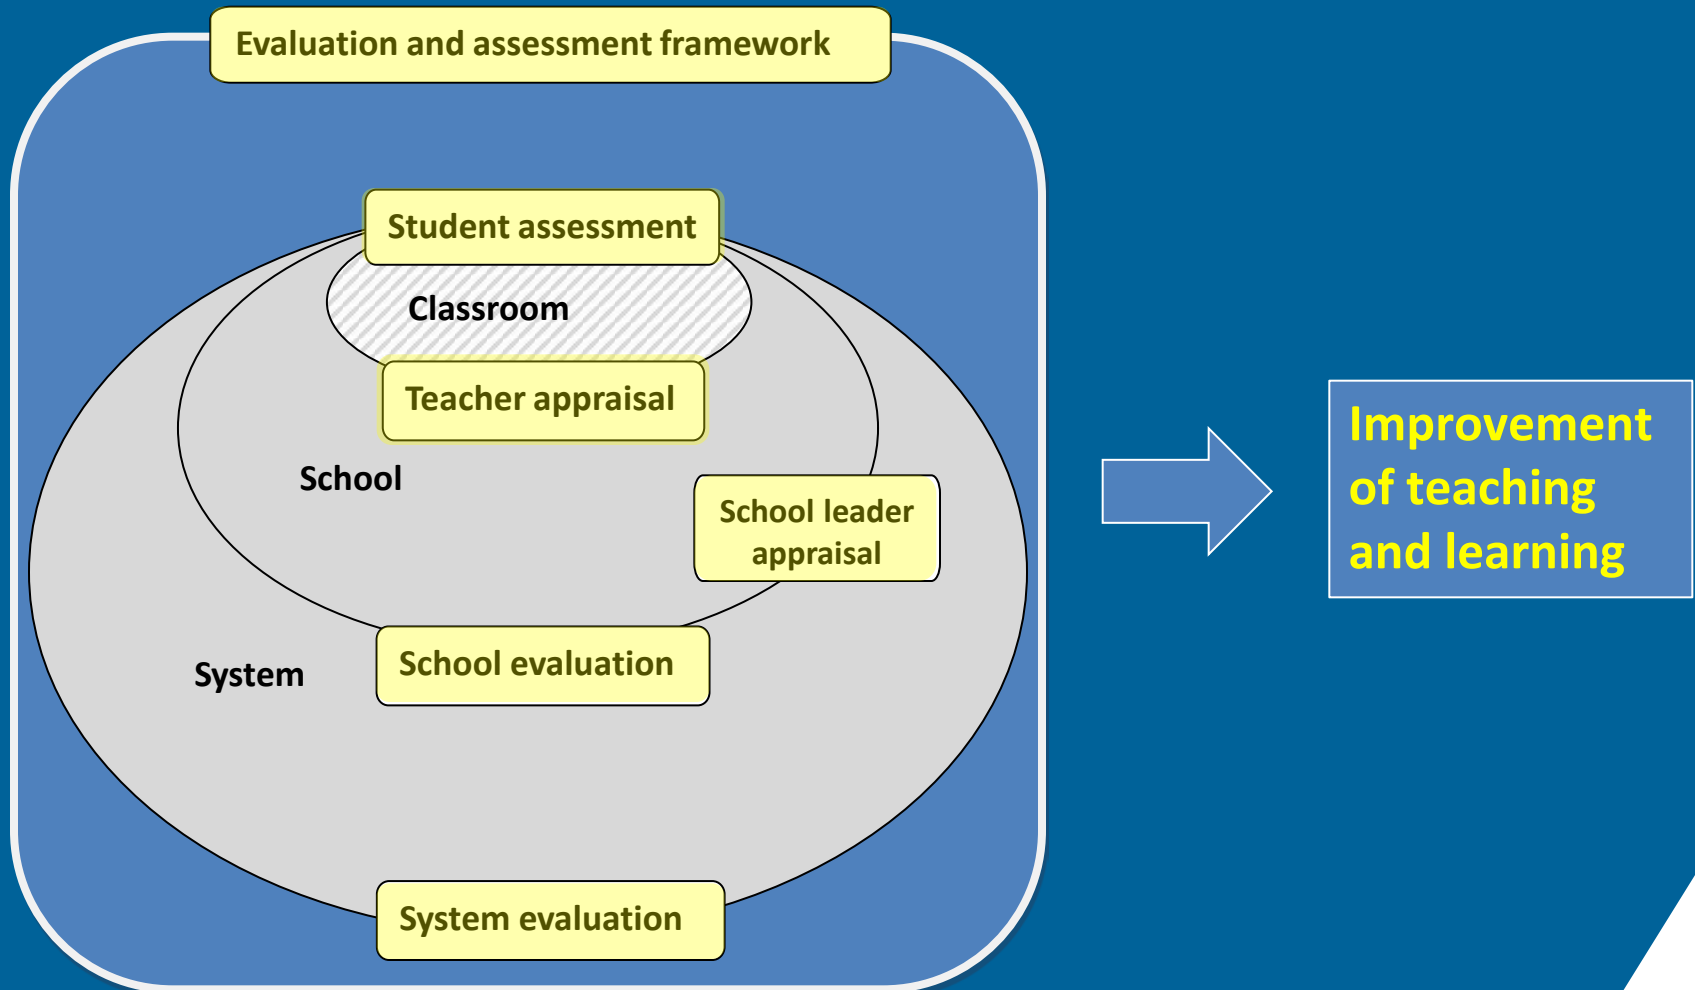 Evaluation and assessment framework
Student assessment
Classroom
Teacher appraisal
School
School leader
appraisal
School evaluation
System
System evaluation
Improvement
of teaching
and learning